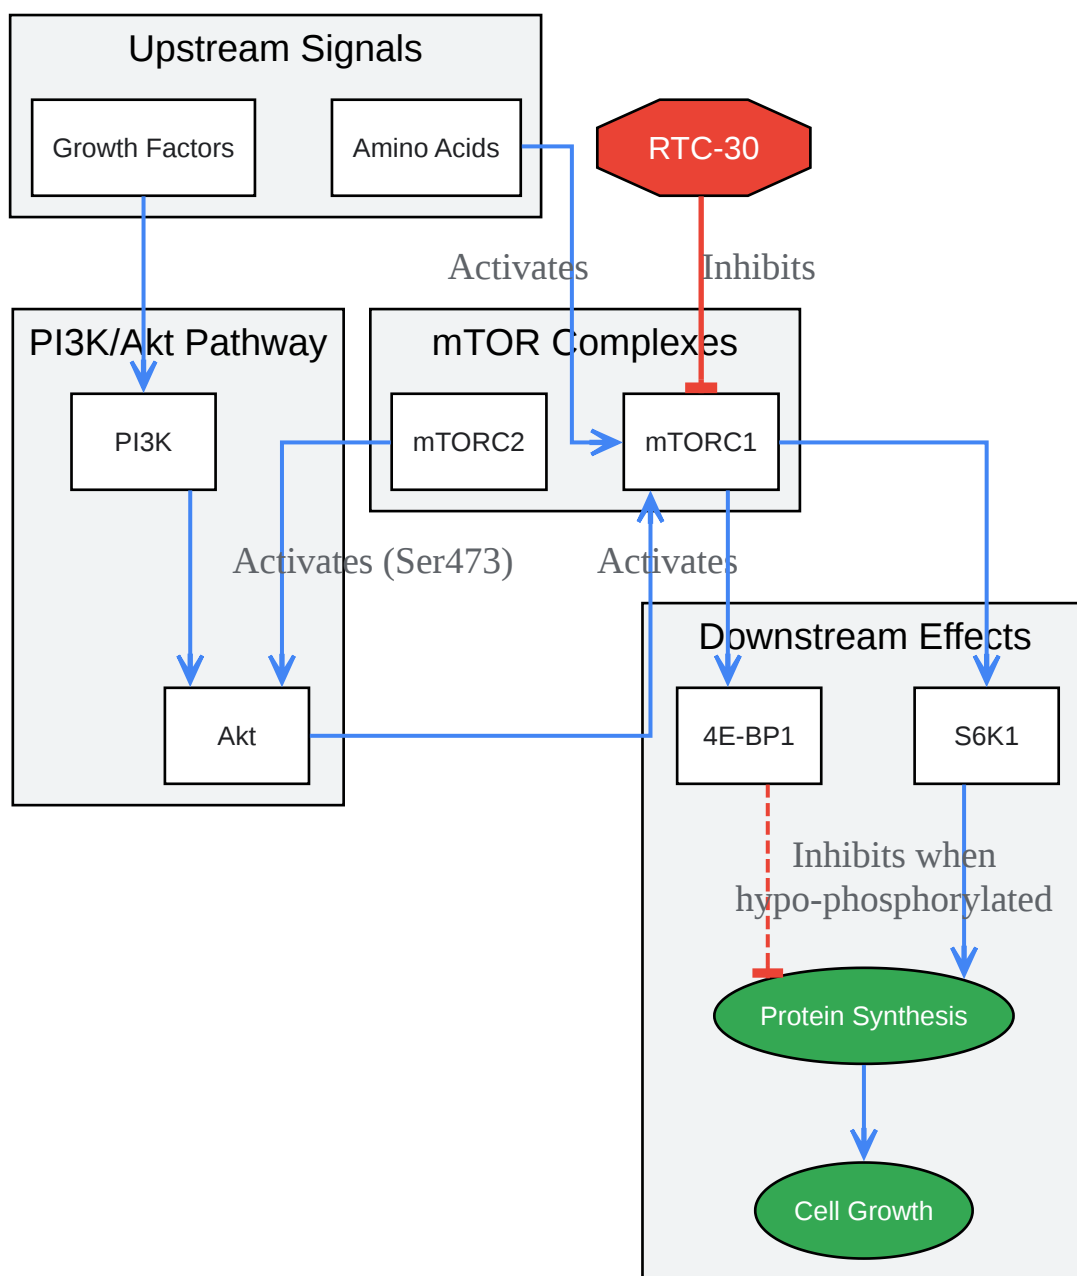 Upstream Signals
Growth Factors
Amino Acids
RTC-30
Activates
Inhibits
PI3K/Akt Pathway
mTOR Complexes
PI3K
mTORC2
mTORC1
Activates (Ser473)
Activates
Downstream Effects
Akt
4E-BP1
S6K1
Inhibits when
hypo-phosphorylated
Protein Synthesis
Cell Growth